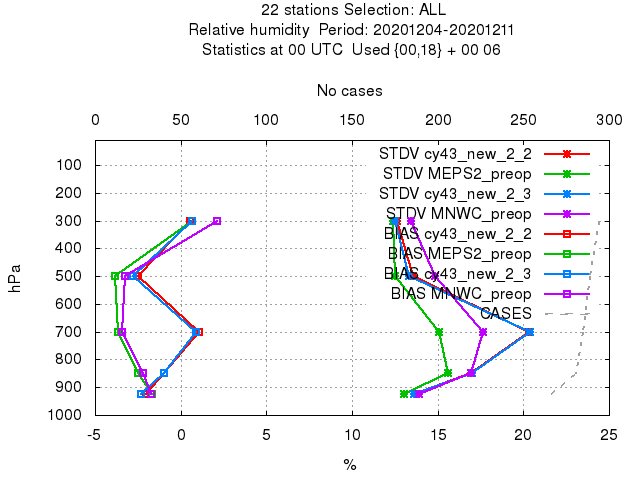 22 stations Selection: ALL
Relative humidity  Period: 20201204-20201211
Statistics at 00 UTC  Used {00,18} + 00 06
No cases
0 50 100 150 200 250 300
STDV cy43_new_2_2
STDV MEPS2_preop
STDV cy43_new_2_3
STDV MNWC_preop
BIAS cy43_new_2_2
BIAS MEPS2_preop
BIAS cy43_new_2_3
BIAS MNWC_preop
CASES
hPa
100
200
300
400
500
600
700
800
900
1000
-5 0 5 10 15 20 25
%